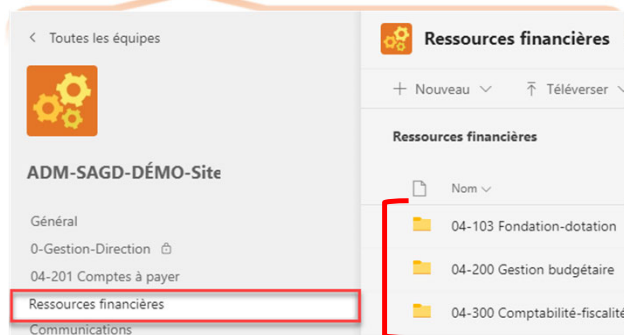 Toutes les équipes
ADM-SAGD-DÉMO-Site
Général
0-Gestion-Direction
04-201 Comptes à payer
Ressources financières
Communications
Ressources financières
Nouveau
Téléverser
Ressources financières
Nom
04-103 Fondation-dotation
04-200 Gestion budgétaire
04-300 Comptabilité-fiscalité